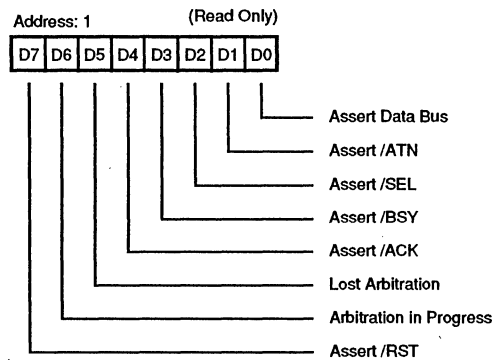 Address: 1 (Read Only)
D7 D6 D5 D4 D3 D2 D1 D0
Assert Data Bus
Assert /ATN
Assert /SEL
Assert /BSY
Assert /ACK
Lost Arbitration
Arbitration in Progress
Assert /RST